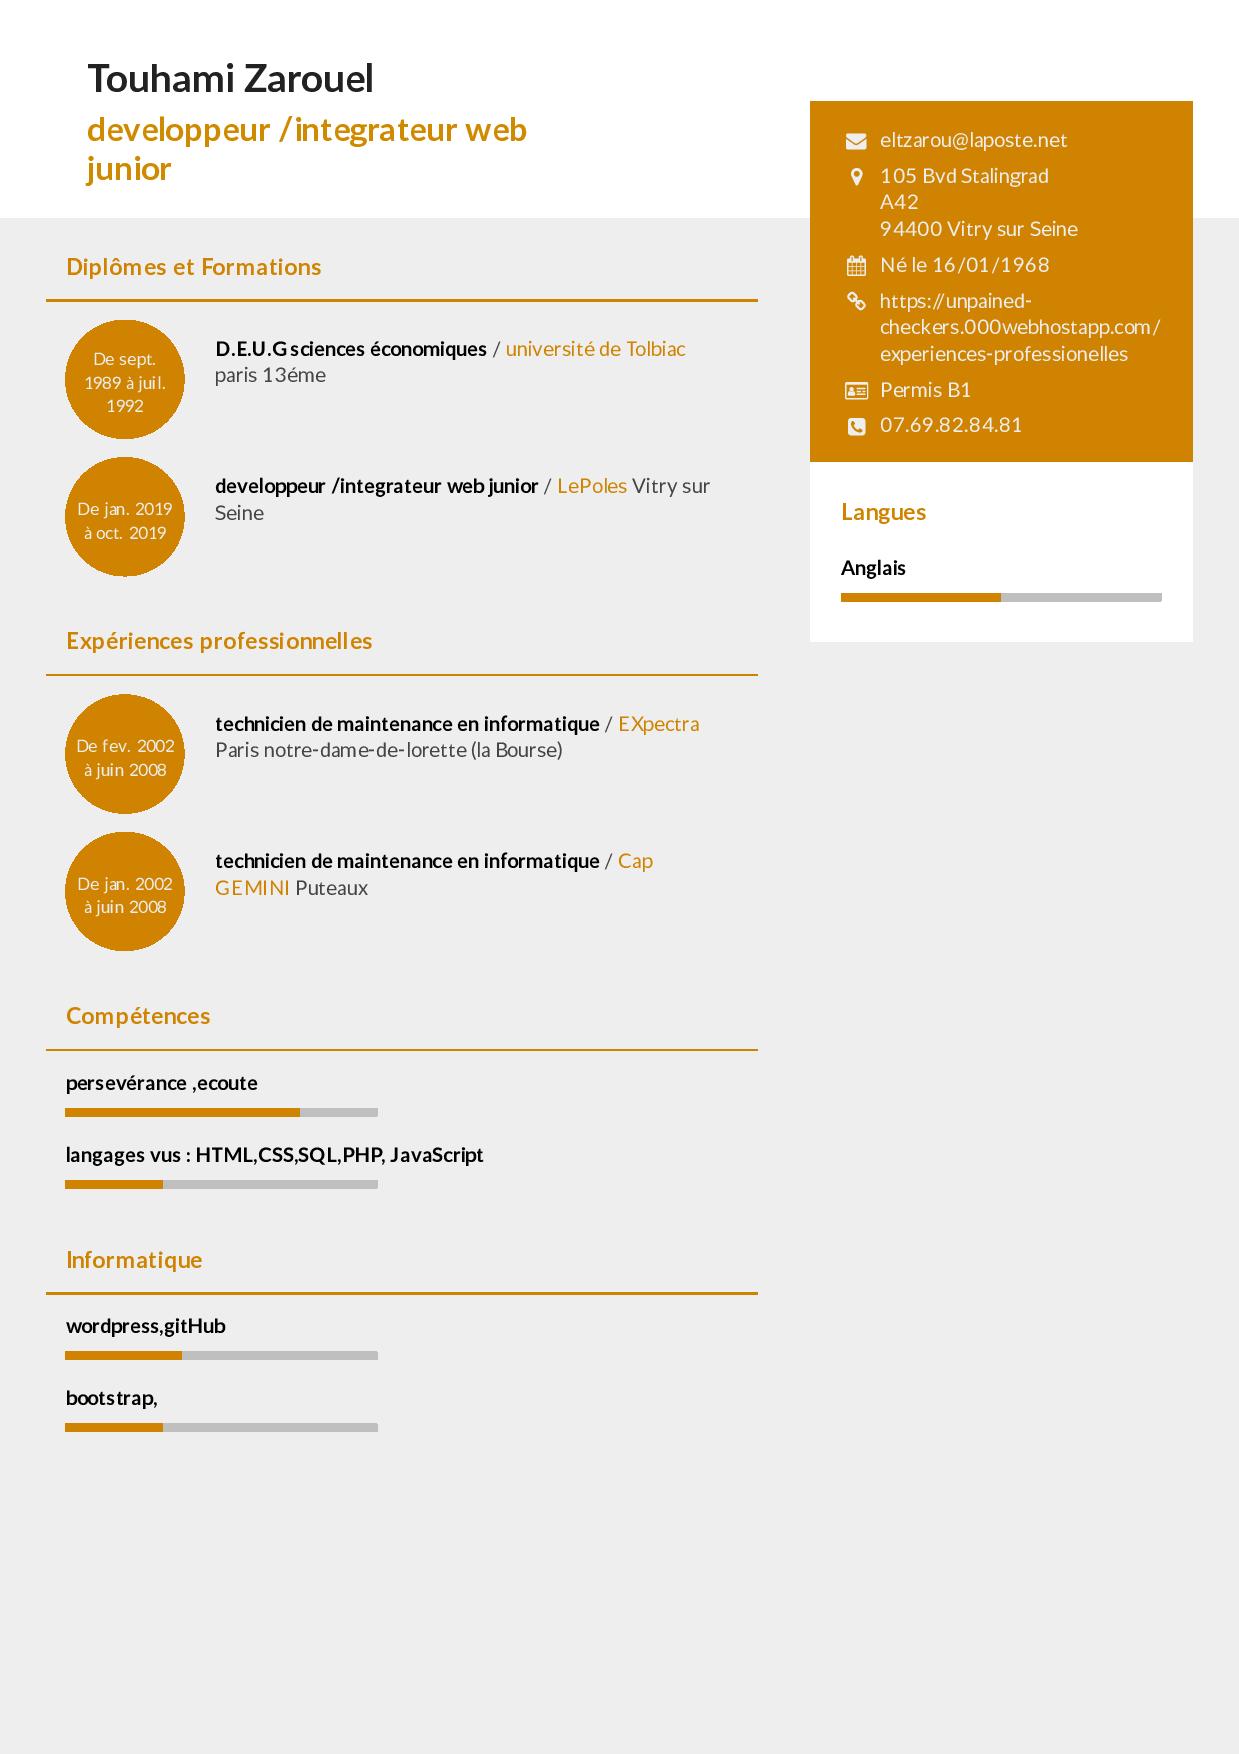 Touhami Zarouel
developpeur /integrateur web
junior
eltzarou@laposte.net
105 Bvd Stalingrad
A42
94400 Vitry sur Seine
Né le 16/01/1968
https://unpained-
checkers.000webhostapp.com/
experiences-professionelles
Permis B1
07.69.82.84.81
Langues
Anglais
Diplômes et Formations
De sept.
1989 à juil.
1992
D.E.U.G sciences économiques / université de Tolbiac
paris 13éme
De jan. 2019
à oct. 2019
developpeur /integrateur web junior / LePoles Vitry sur
Seine
Expériences professionnelles
De fev. 2002
à juin 2008
technicien de maintenance en informatique / EXpectra
Paris notre-dame-de-lorette (la Bourse)
De jan. 2002
à juin 2008
technicien de maintenance en informatique / Cap
GEMINI Puteaux
Compétences
persevérance ,ecoute
langages vus : HTML,CSS,SQL,PHP, JavaScript
Informatique
wordpress,gitHub
bootstrap,